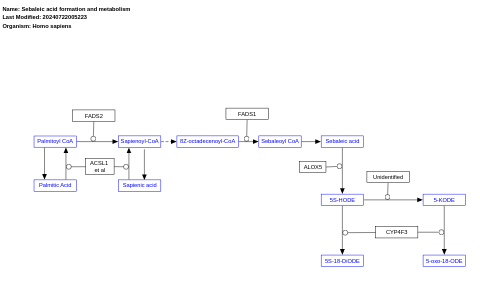 Name: Sebaleic acid formation and metabolism
Last Modified: 20240722005223
Organism: Homo sapiens
FADS2
FADS1
Palmitoyl CoA
Sapienoyl-CoA
8Z-octadecenoyl-CoA
Sebaleoyl CoA
Sebaleic acid
ACSL1
et al
ALOX5
Palmitic Acid
Sapienic acid
Unidentified
5S-HODE
5-KODE
CYP4F3
5S-18-DiODE
5-oxo-18-ODE